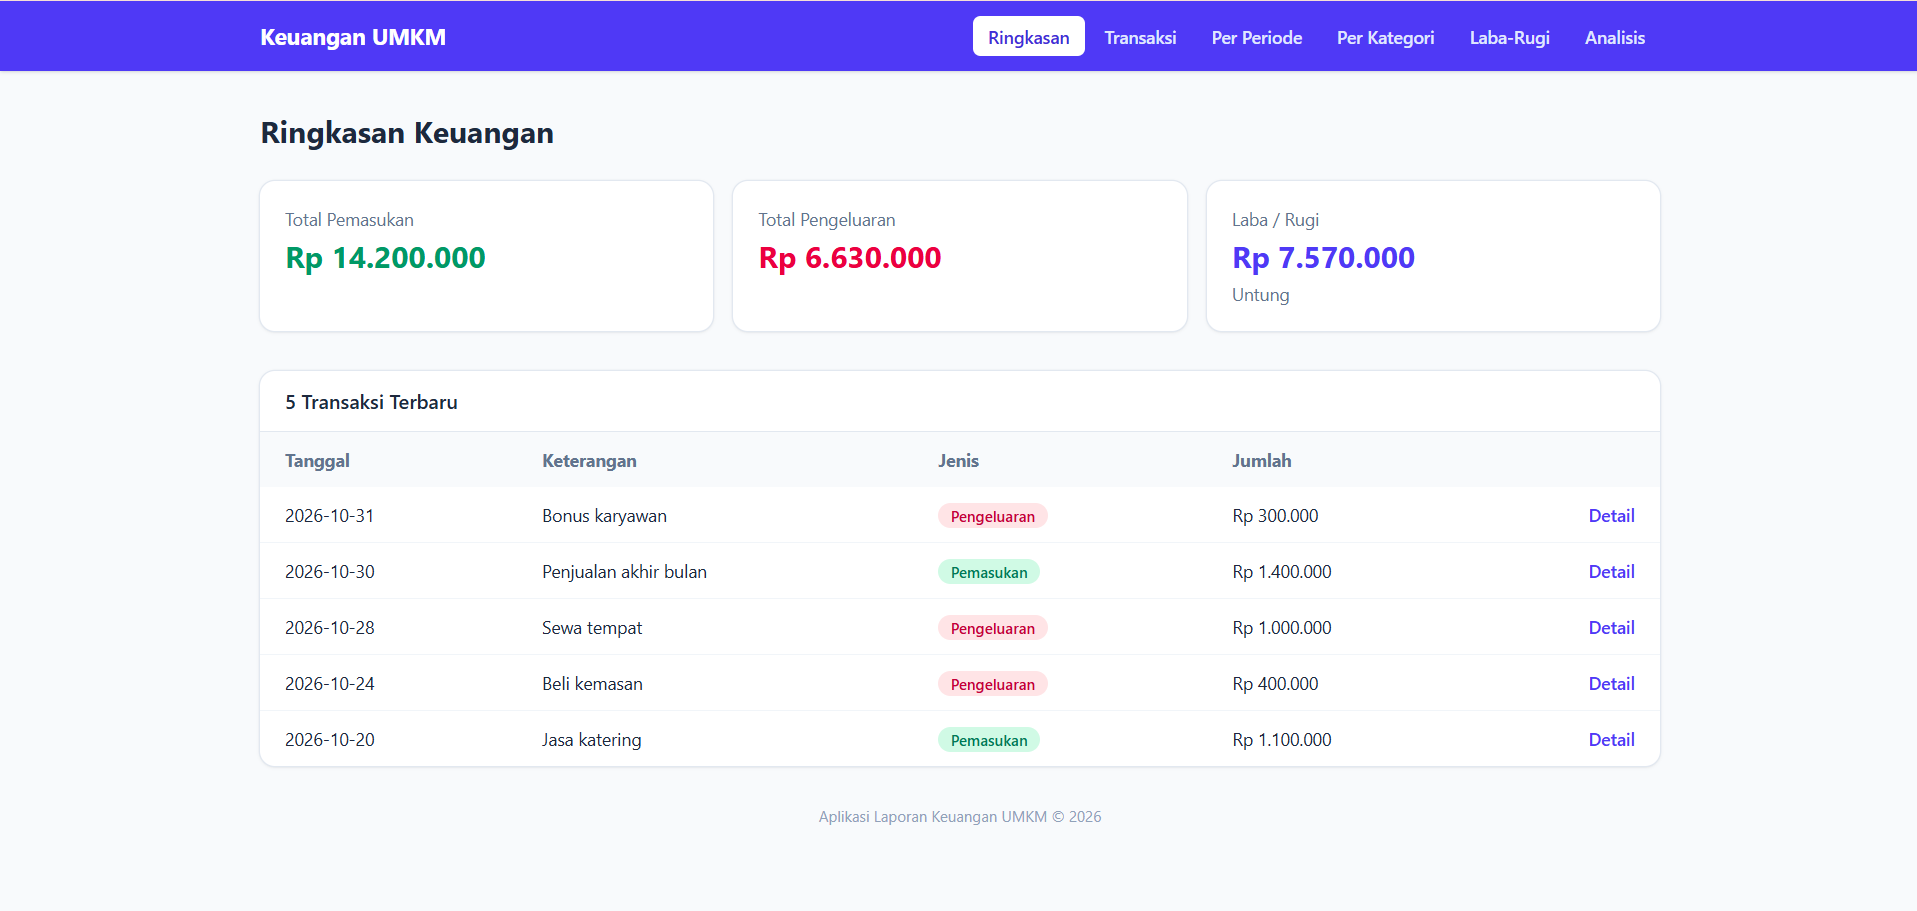 Keuangan UMKM
Ringkasan Transaksi Per Periode Per Kategori Laba-Rugi Analisis
Ringkasan Keuangan
Total Pemasukan
Rp 14.200.000
Total Pengeluaran
Rp 6.630.000
Laba / Rugi
Rp 7.570.000
Untung
5 Transaksi Terbaru
Tanggal Keterangan Jenis Jumlah
2026-10-31 Bonus karyawan Pengeluaran Rp 300.000 Detail
2026-10-30 Penjualan akhir bulan Pemasukan Rp 1.400.000 Detail
2026-10-28 Sewa tempat Pengeluaran Rp 1.000.000 Detail
2026-10-24 Beli kemasan Pengeluaran Rp 400.000 Detail
2026-10-20 Jasa katering Pemasukan Rp 1.100.000 Detail
Aplikasi Laporan Keuangan UMKM © 2026